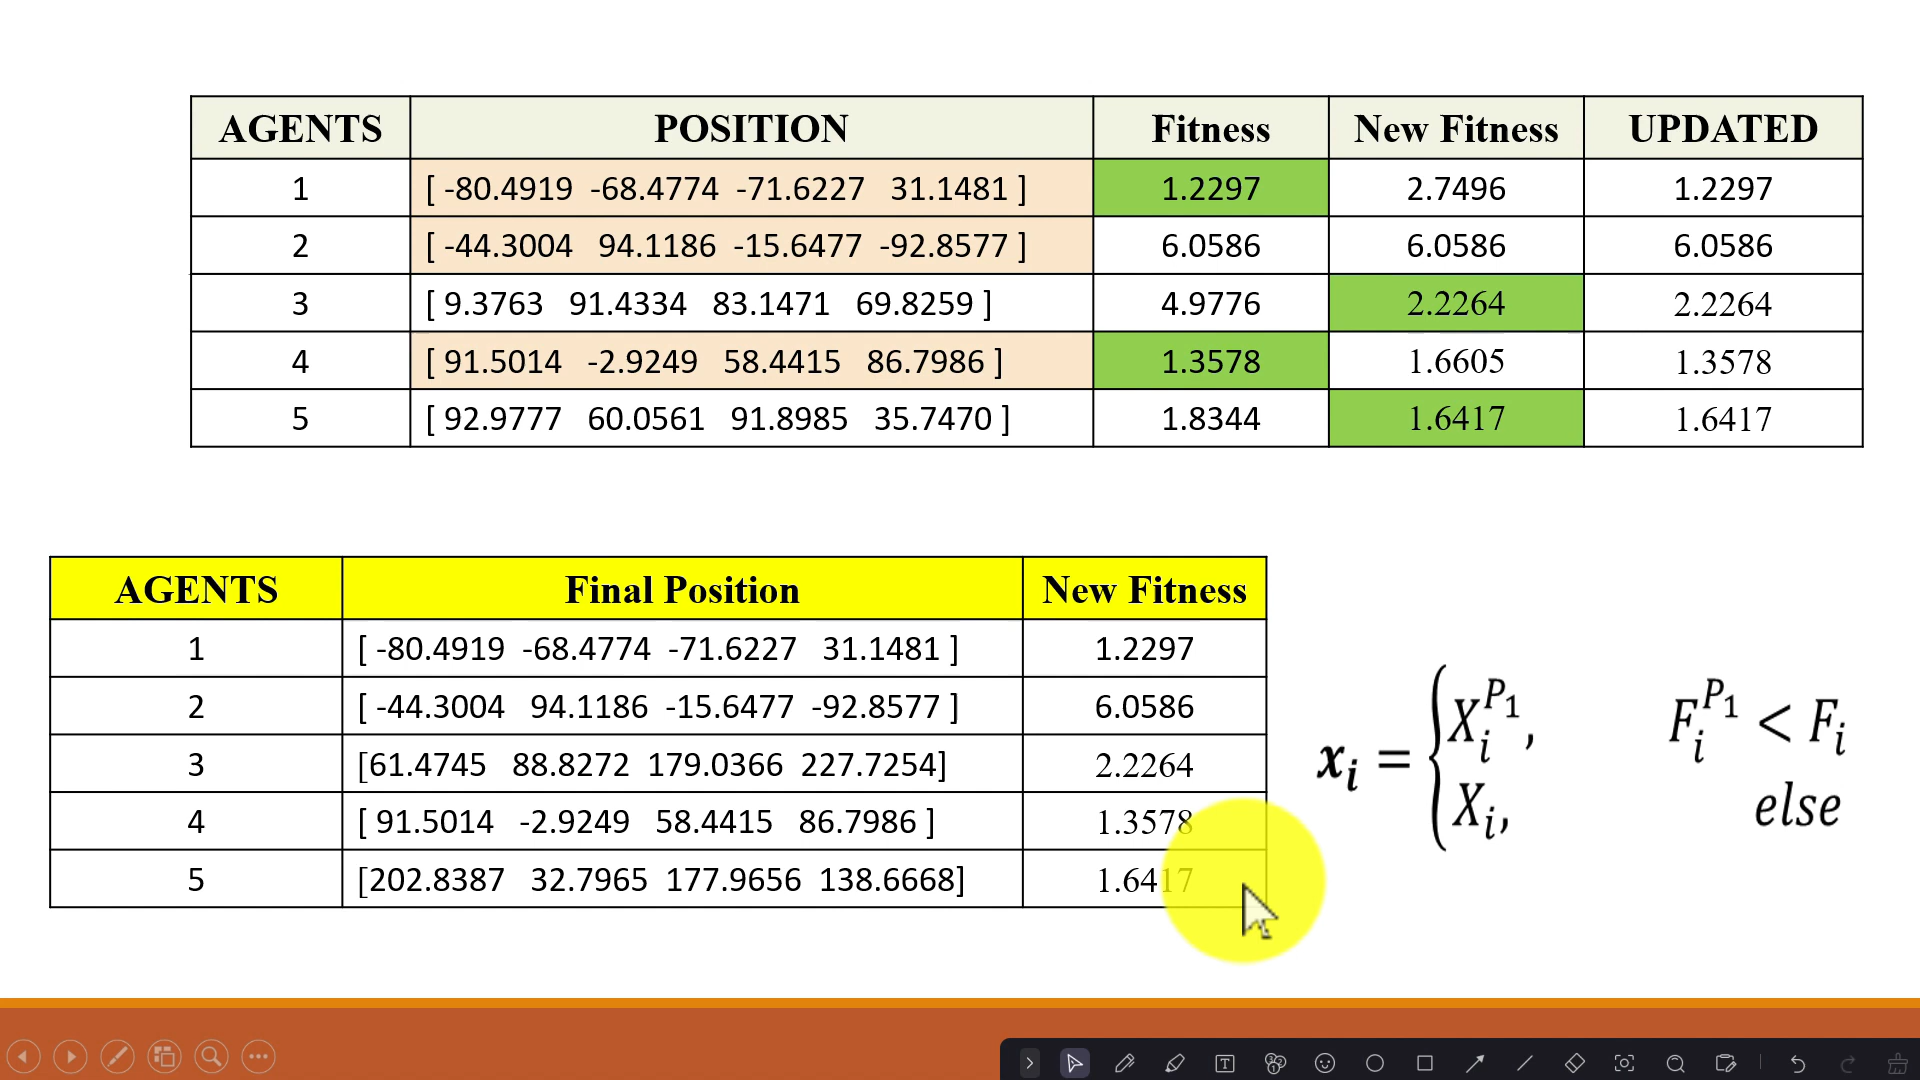 AGENTS POSITION Fitness New Fitness UPDATED
1 [ -80.4919 -68.4774 -71.6227 31.1481 ] 1.2297 2.7496 1.2297
2 [ -44.3004 94.1186 -15.6477 -92.8577 ] 6.0586 6.0586 6.0586
3 [ 9.3763 91.4334 83.1471 69.8259 ] 4.9776 2.2264 2.2264
4 [ 91.5014 -2.9249 58.4415 86.7986 ] 1.3578 1.6605 1.3578
5 [ 92.9777 60.0561 91.8985 35.7470 ] 1.8344 1.6417 1.6417
AGENTS Final Position New Fitness
1 [ -80.4919 -68.4774 -71.6227 31.1481 ] 1.2297
2 [ -44.3004 94.1186 -15.6477 -92.8577 ] 6.0586
3 [61.4745 88.8272 179.0366 227.7254] 2.2264
4 [ 91.5014 -2.9249 58.4415 86.7986 ] 1.3578
5 [202.8387 32.7965 177.9656 138.6668] 1.6417
x_i = { X_i^{P_1}, F_i^{P_1} < F_i
X_i, else